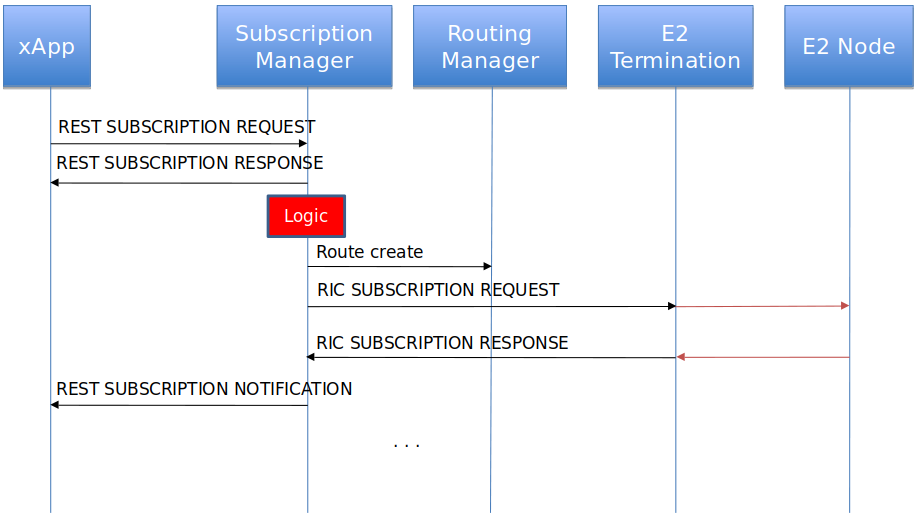 xApp
Subscription
Manager
Routing
Manager
E2
Termination
E2 Node
REST SUBSCRIPTION REQUEST
REST SUBSCRIPTION RESPONSE
Logic
Route create
RIC SUBSCRIPTION REQUEST
RIC SUBSCRIPTION RESPONSE
REST SUBSCRIPTION NOTIFICATION
. . .